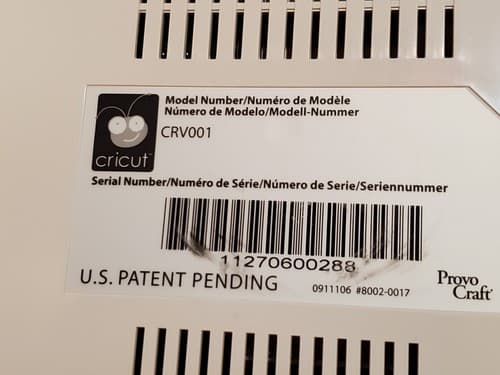 Model Number/Numéro de Modèle
Número de Modelo/Modell-Nummer
CRV001
cricut™
Serial Number/Numéro de Série/Número de Serie/Seriennummer
11270600288
U.S. PATENT PENDING
0911106 #8002-0017
Provo
Craft®